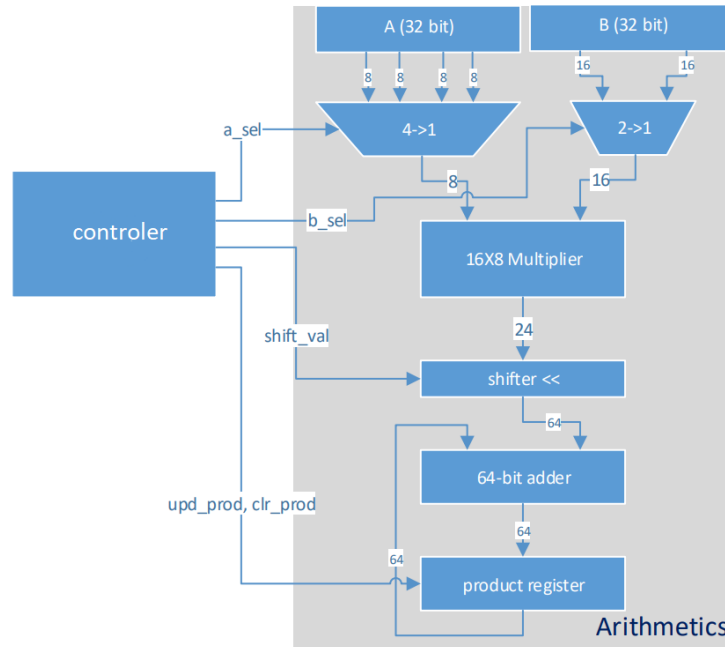 A (32 bit)
B (32 bit)
8
8
8
8
16
16
a_sel
4->1
2->1
8
16
controler
b_sel
16X8 Multiplier
24
shift_val
shifter <<
64
64-bit adder
upd_prod, clr_prod
64
64
product register
Arithmetics